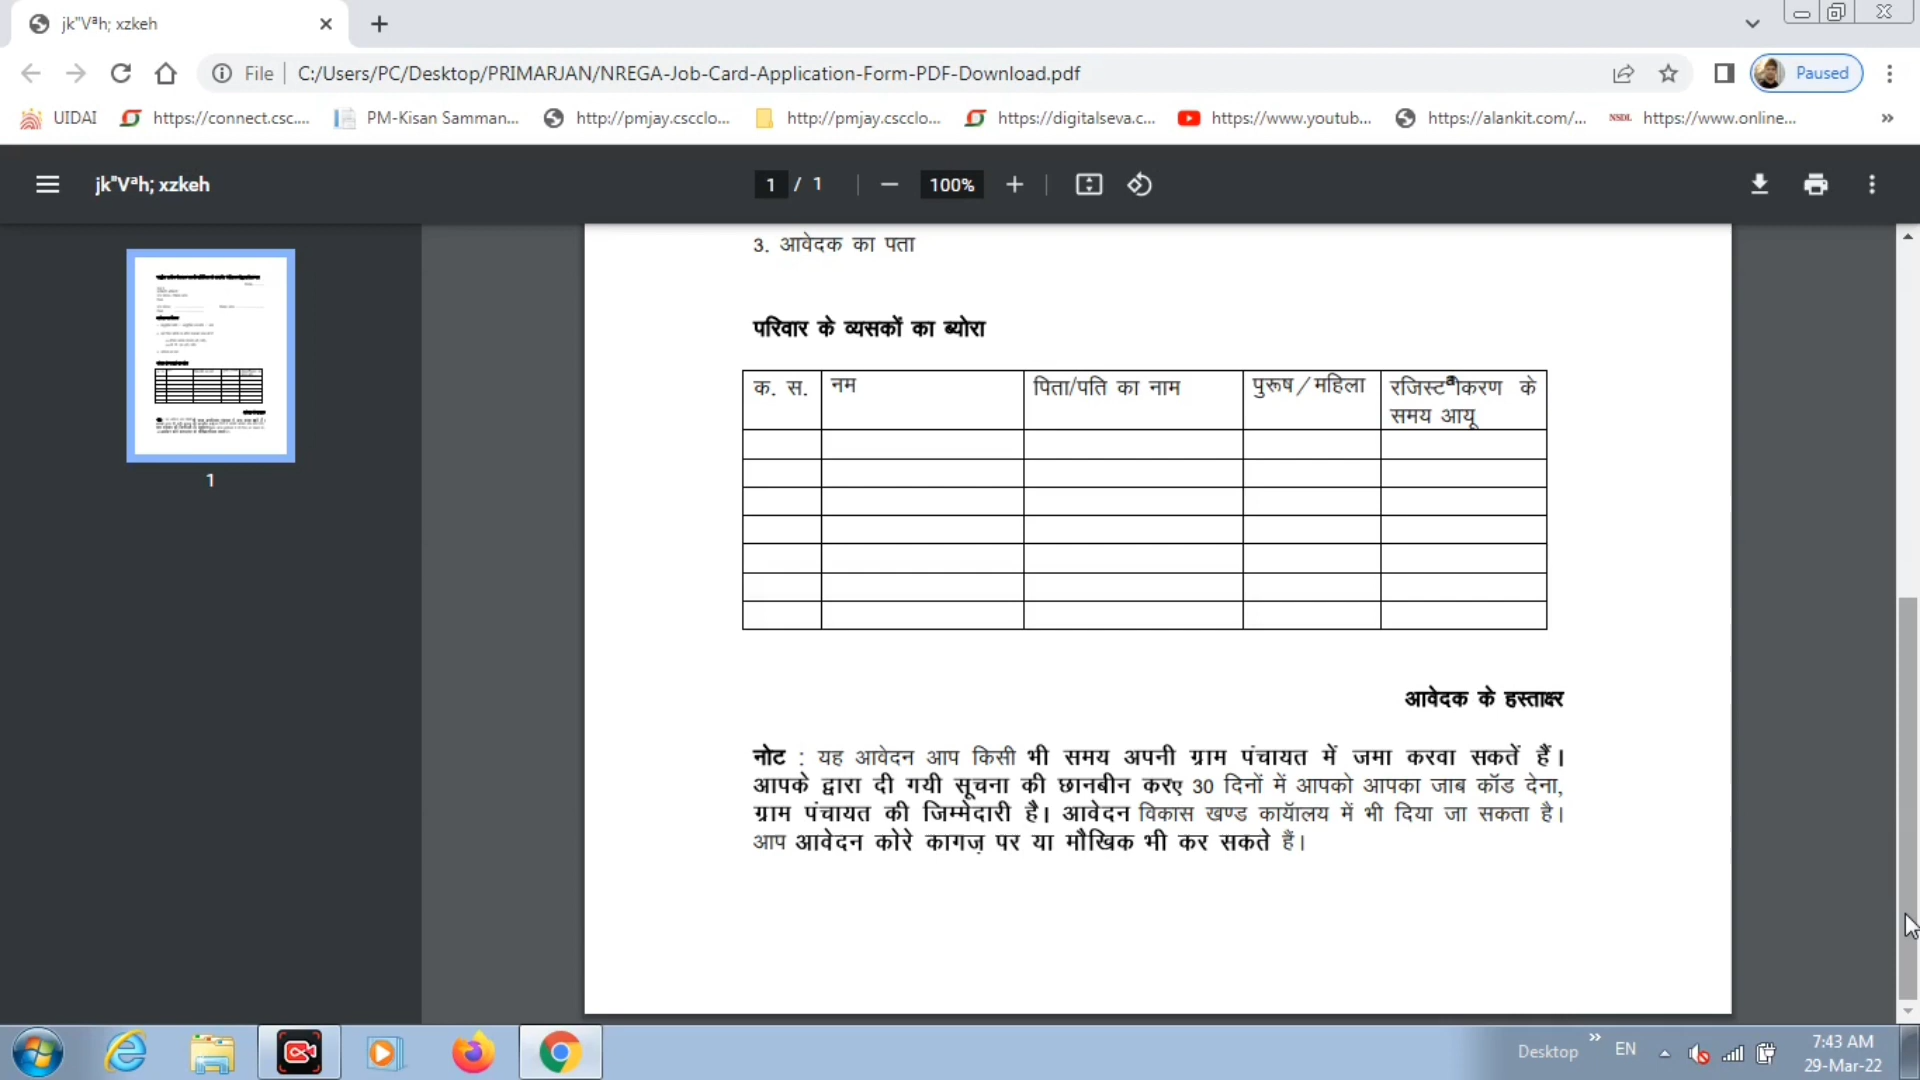 jk"Vªh; xzkeh
File
C:/Users/PC/Desktop/PRIMARJAN/NREGA-Job-Card-Application-Form-PDF-Download.pdf
Paused
UIDAI
https://connect.csc....
PM-Kisan Samman...
http://pmjay.cscclo...
http://pmjay.cscclo...
https://digitalseva.c...
https://www.youtub...
https://alankit.com/...
NSDL
https://www.online...
»
jk"Vªh; xzkeh
1 / 1
100%
1
3. आवेदक का पता
परिवार के व्यसकों का ब्योरा
क. स. नम पिता/पति का नाम पुरूष/महिला रजिस्टªीकरण के
समय आयू
आवेदक के हस्ताक्षर
नोट : यह आवेदन आप किसी भी समय अपनी ग्राम पंचायत में जमा करवा सकतें हैं।
आपके द्वारा दी गयी सूचना की छानबीन करए 30 दिनों में आपको आपका जाब कॉड देना,
ग्राम पंचायत की जिम्मेदारी है। आवेदन विकास खण्ड कार्यालय में भी दिया जा सकता है।
आप आवेदन कोरे कागज़ पर या मौखिक भी कर सकते हैं।
Desktop
»
EN
7:43 AM
29-Mar-22